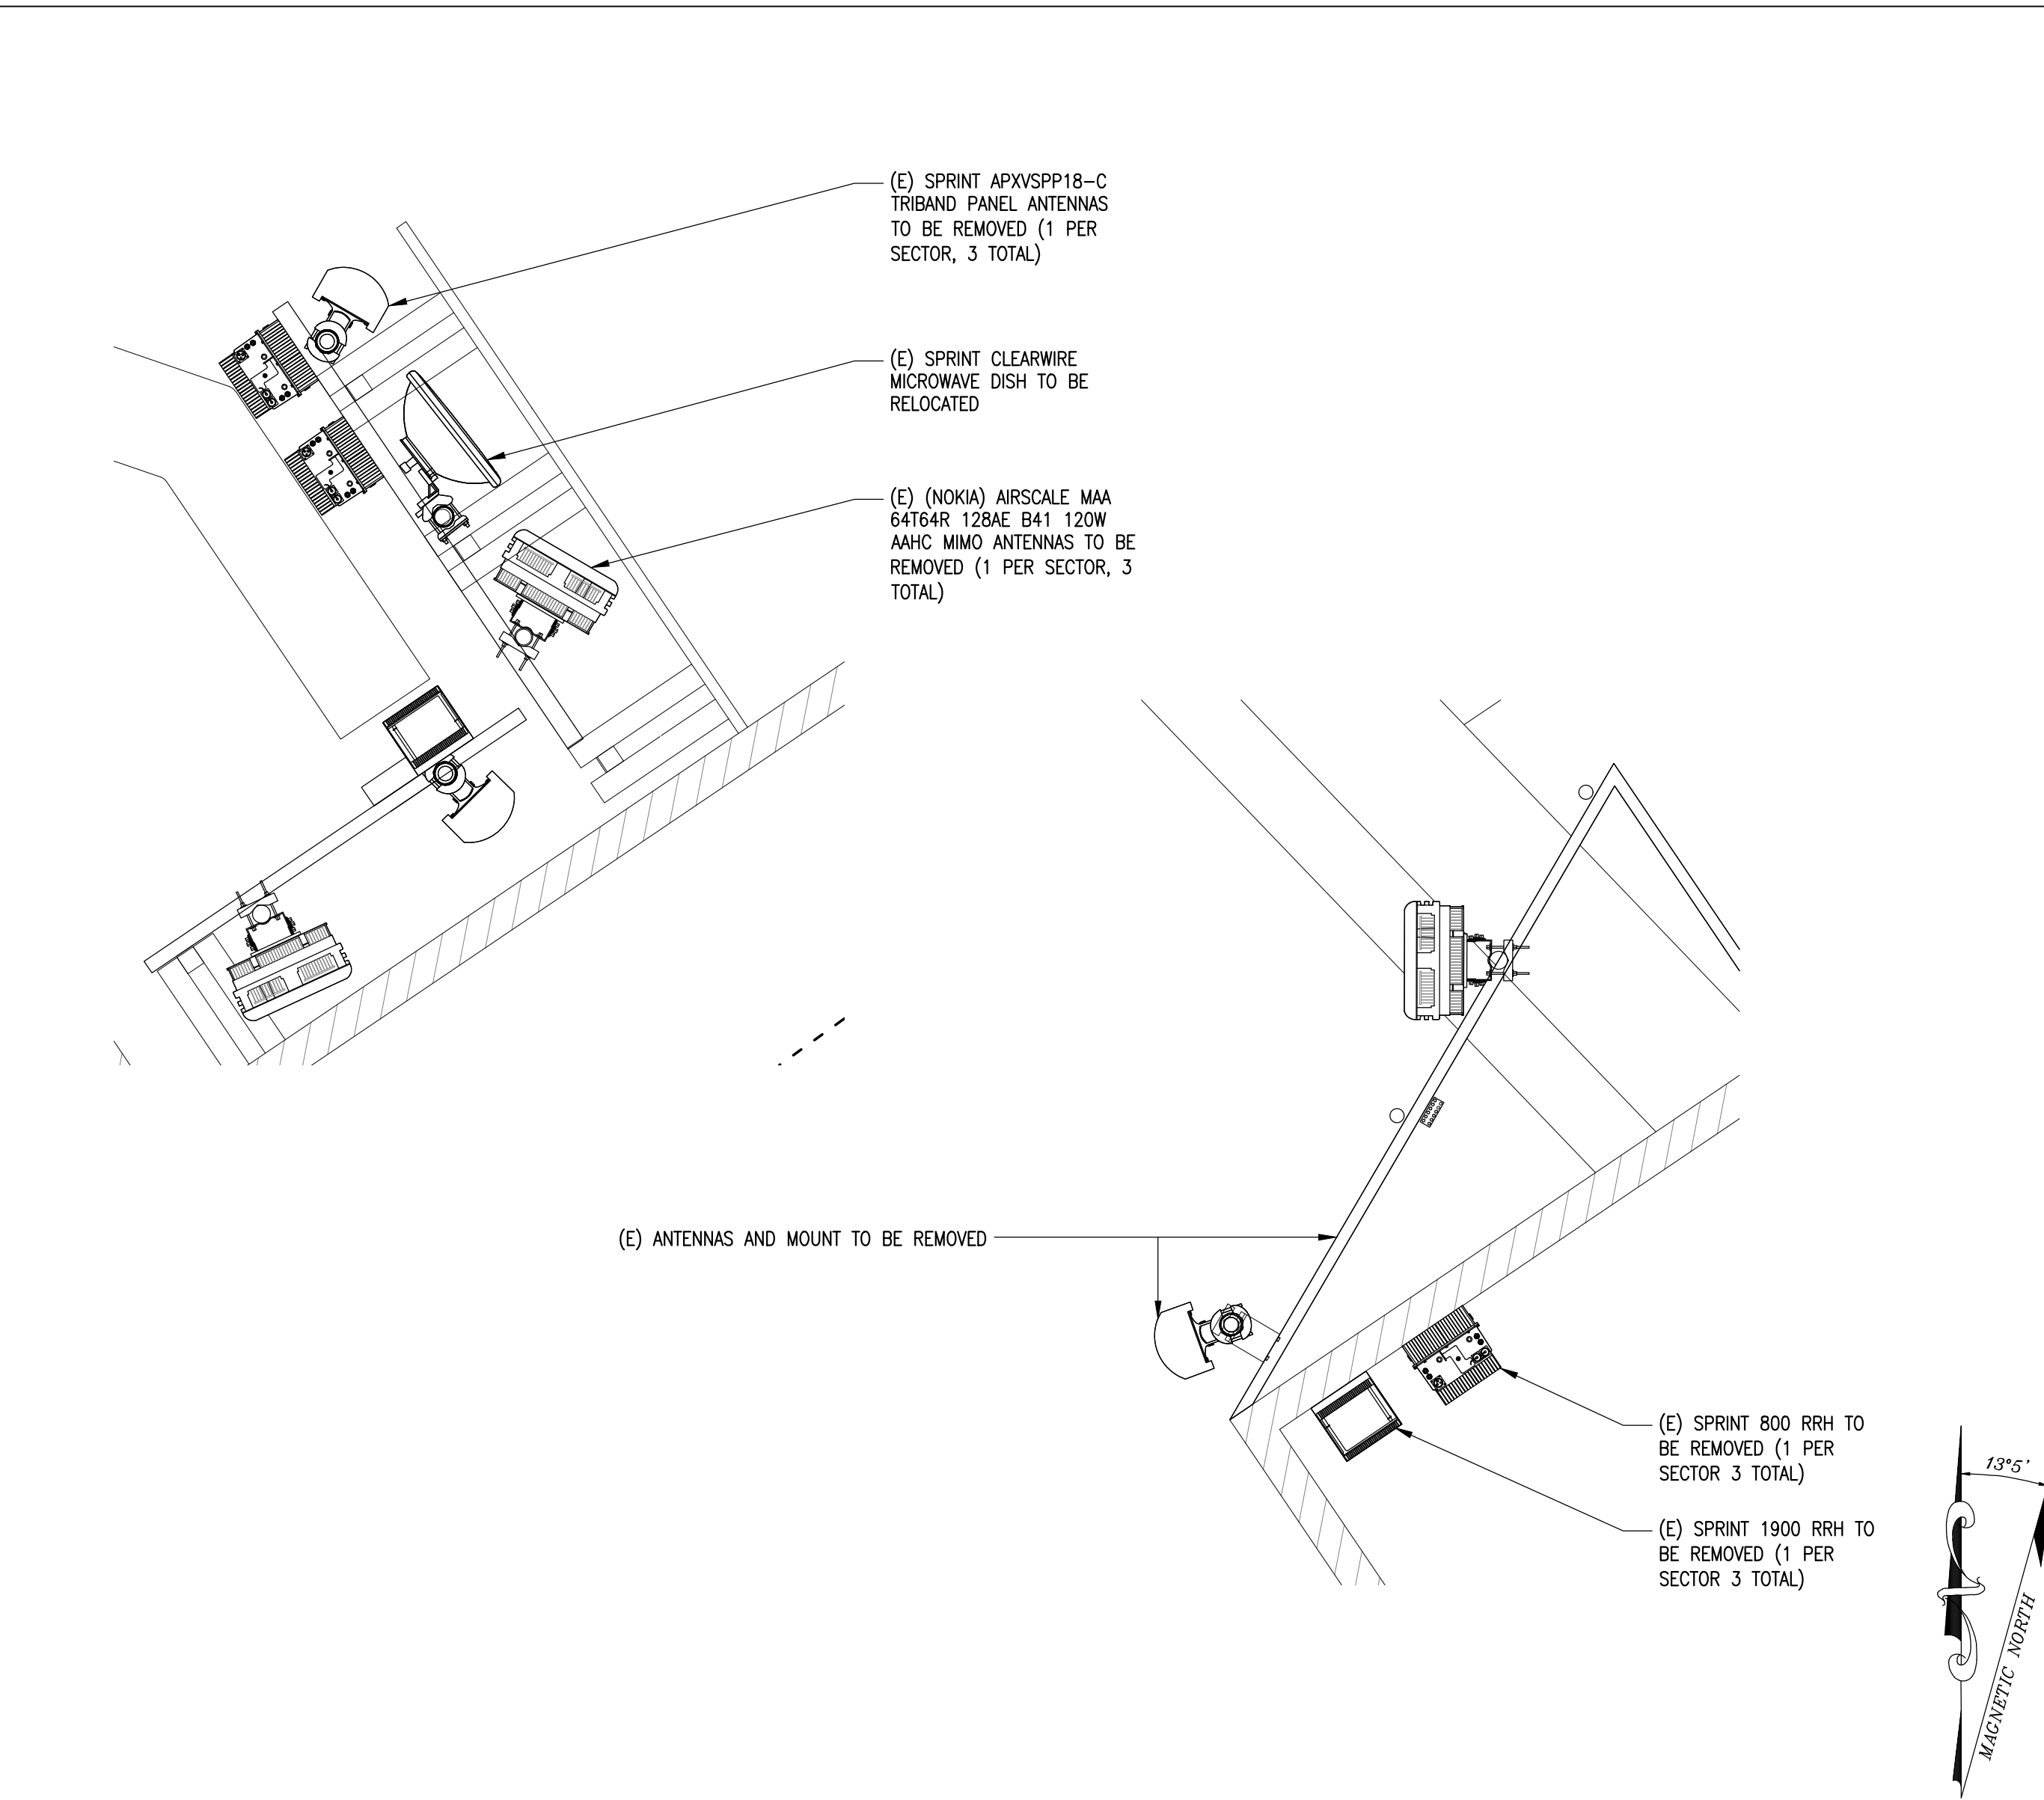 (E) SPRINT APXVSPP18-C
TRIBAND PANEL ANTENNAS
TO BE REMOVED (1 PER
SECTOR, 3 TOTAL)
(E) SPRINT CLEARWIRE
MICROWAVE DISH TO BE
RELOCATED
(E) (NOKIA) AIRSCALE MAA
64T64R 128AE B41 120W
AAHC MIMO ANTENNAS TO BE
REMOVED (1 PER SECTOR, 3
TOTAL)
(E) ANTENNAS AND MOUNT TO BE REMOVED
(E) SPRINT 800 RRH TO
BE REMOVED (1 PER
SECTOR 3 TOTAL)
(E) SPRINT 1900 RRH TO
BE REMOVED (1 PER
SECTOR 3 TOTAL)
13°5'
MAGNETIC NORTH